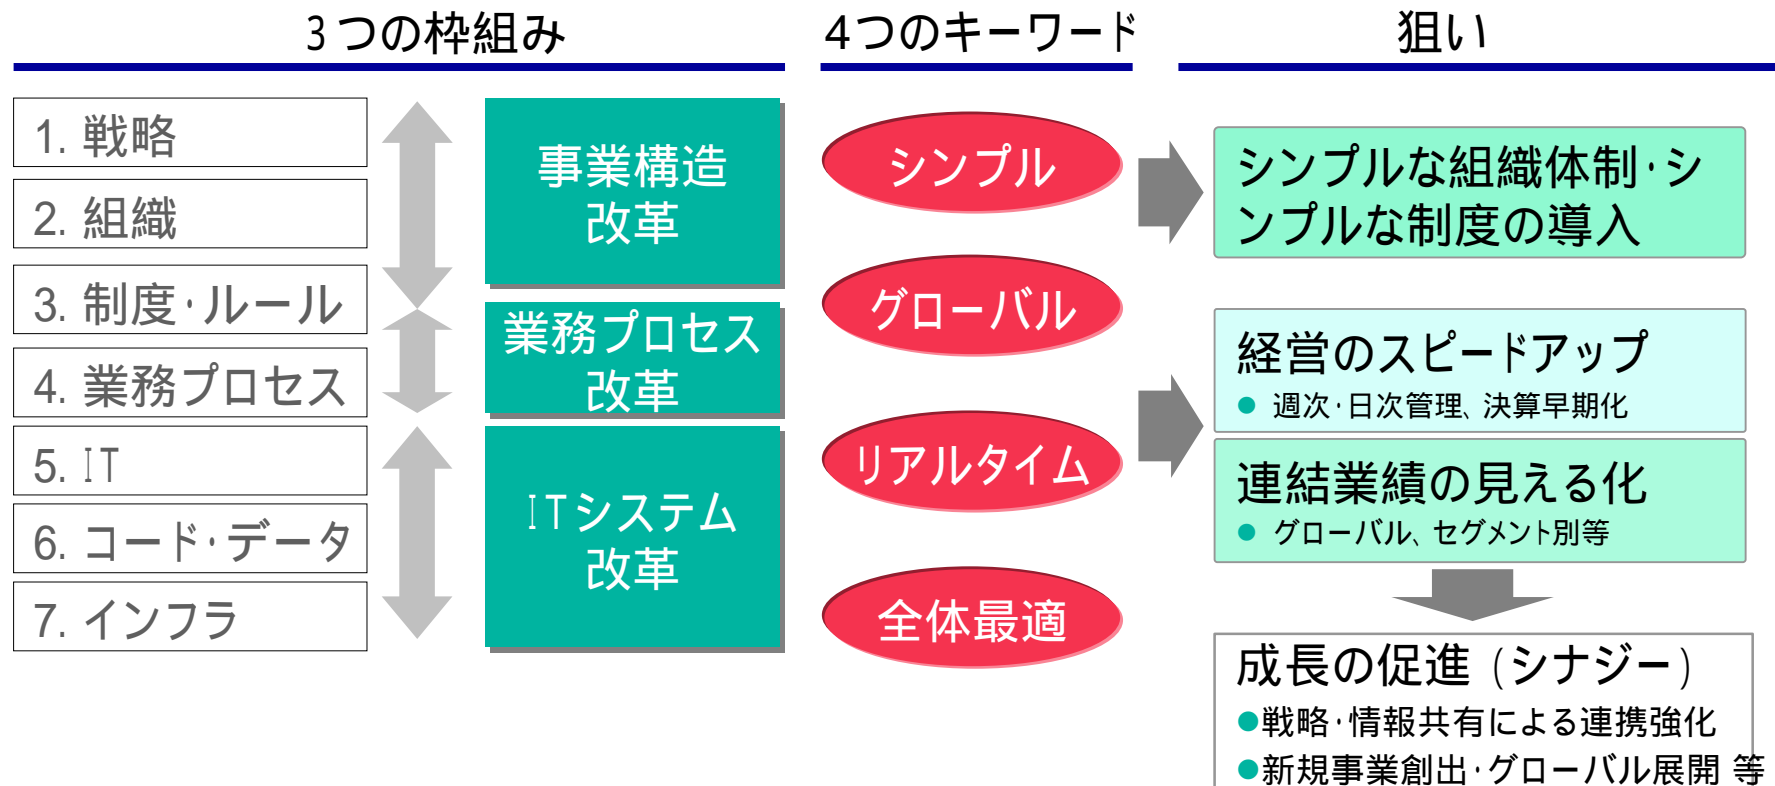 3つの枠組み
4つのキーワード
狙い
1. 戦略
2. 組織
3. 制度・ルール
4. 業務プロセス
5. IT
6. コード・データ
7. インフラ
事業構造
改革
業務プロセス
改革
ITシステム
改革
シンプル
グローバル
リアルタイム
全体最適
シンプルな組織体制・シ
ンプルな制度の導入
経営のスピードアップ
● 週次・日次管理、決算早期化
連結業績の見える化
● グローバル、セグメント別等
成長の促進(シナジー)
●戦略・情報共有による連携強化
●新規事業創出・グローバル展開 等